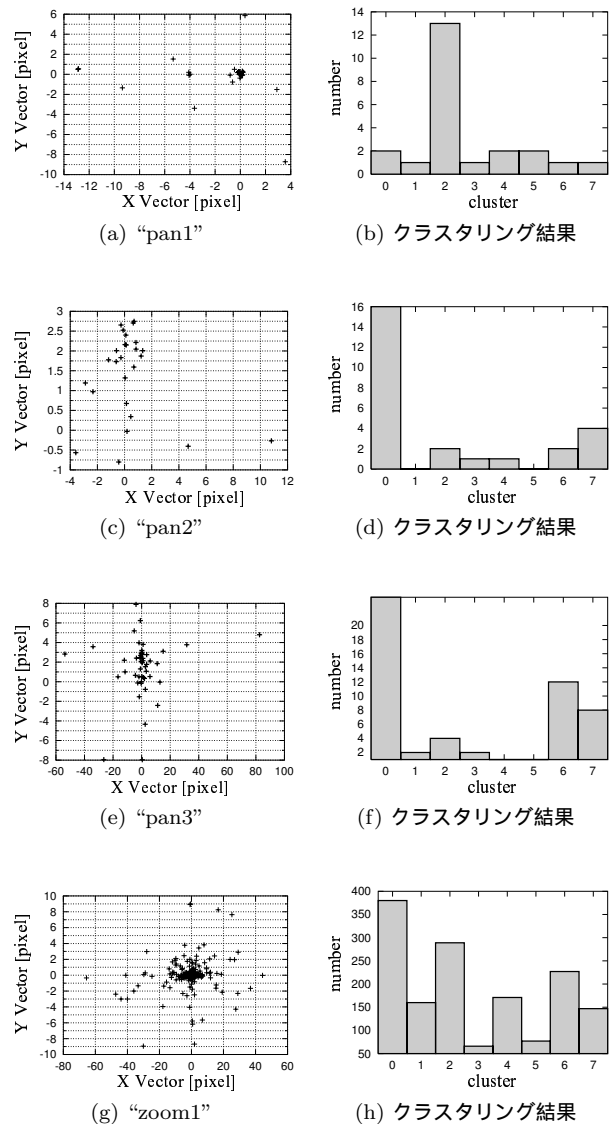 6
4
2
0
-2
-4
-6
-8
-10
-14 -12 -10 -8 -6 -4 -2 0 2 4
Y Vector [pixel]
X Vector [pixel]
(a) “pan1”
14
12
10
8
6
4
2
0
0 1 2 3 4 5 6 7
number
cluster
(b) クラスタリング結果
3
2.5
2
1.5
1
0.5
0
-0.5
-1
-4 -2 0 2 4 6 8 10 12
Y Vector [pixel]
X Vector [pixel]
(c) “pan2”
16
14
12
10
8
6
4
2
0
0 1 2 3 4 5 6 7
number
cluster
(d) クラスタリング結果
8
6
4
2
0
-2
-4
-6
-8
-60 -40 -20 0 20 40 60 80 100
Y Vector [pixel]
X Vector [pixel]
(e) “pan3”
20
18
16
14
12
10
8
6
4
2
0 1 2 3 4 5 6 7
number
cluster
(f) クラスタリング結果
10
8
6
4
2
0
-2
-4
-6
-8
-10
-80 -60 -40 -20 0 20 40 60
Y Vector [pixel]
X Vector [pixel]
(g) “zoom1”
400
350
300
250
200
150
100
50
0 1 2 3 4 5 6 7
number
cluster
(h) クラスタリング結果